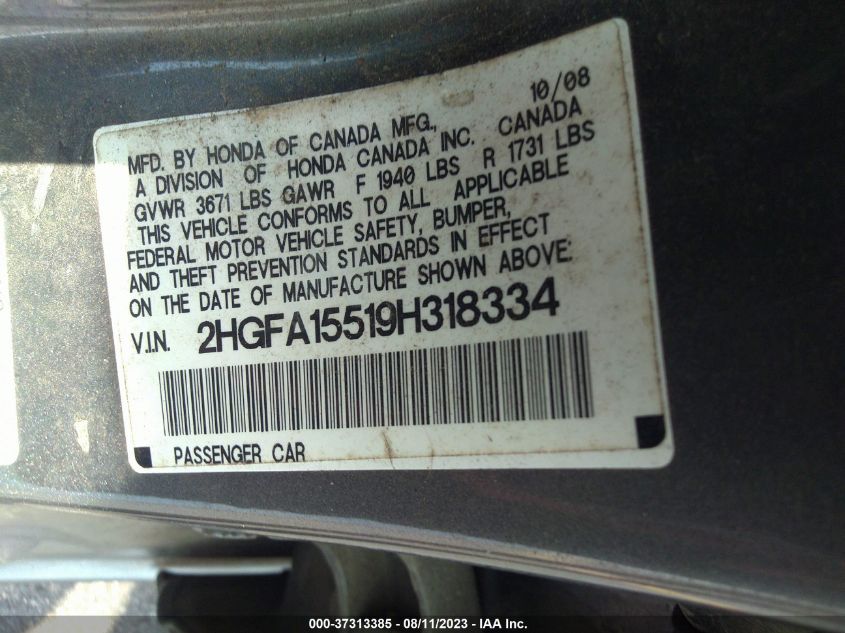 10/08
MFD. BY HONDA OF CANADA MFG.,
A DIVISION OF HONDA CANADA INC. CANADA
GVWR 3671 LBS GAWR F 1940 LBS R 1731 LBS
THIS VEHICLE CONFORMS TO ALL APPLICABLE
FEDERAL MOTOR VEHICLE SAFETY, BUMPER,
AND THEFT PREVENTION STANDARDS IN EFFECT
ON THE DATE OF MANUFACTURE SHOWN ABOVE:
V.I.N. 2HGFA15519H318334
PASSENGER CAR
000-37313385 - 08/11/2023 - IAA Inc.